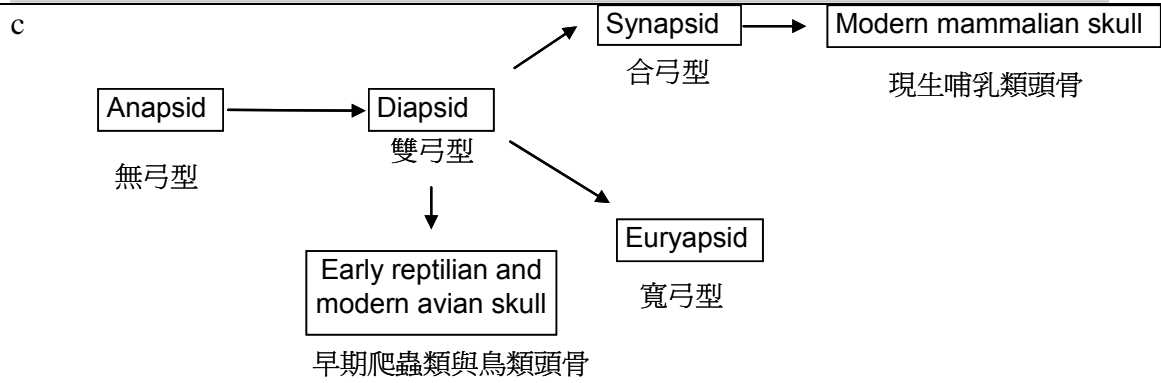 c
Synapsid
Modern mammalian skull
合弓型
現生哺乳類頭骨
Anapsid
Diapsid
無弓型
雙弓型
Euryapsid
寬弓型
Early reptilian and
modern avian skull
早期爬蟲類與鳥類頭骨